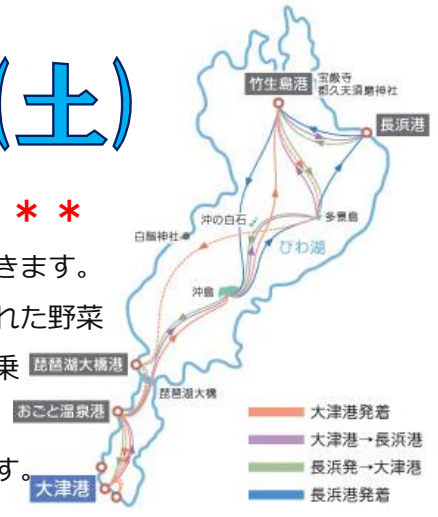 (土)
＊ ＊
きます。
れた野菜
乗
す。
竹生島港
宝厳寺
都久夫須麻神社
長浜港
沖の白石
多景島
白鬚神社
びわ湖
沖島
琵琶湖大橋港
琵琶湖大橋
おごと温泉港
大津港
大津港発着
大津港→長浜港
長浜発→大津港
長浜港発着